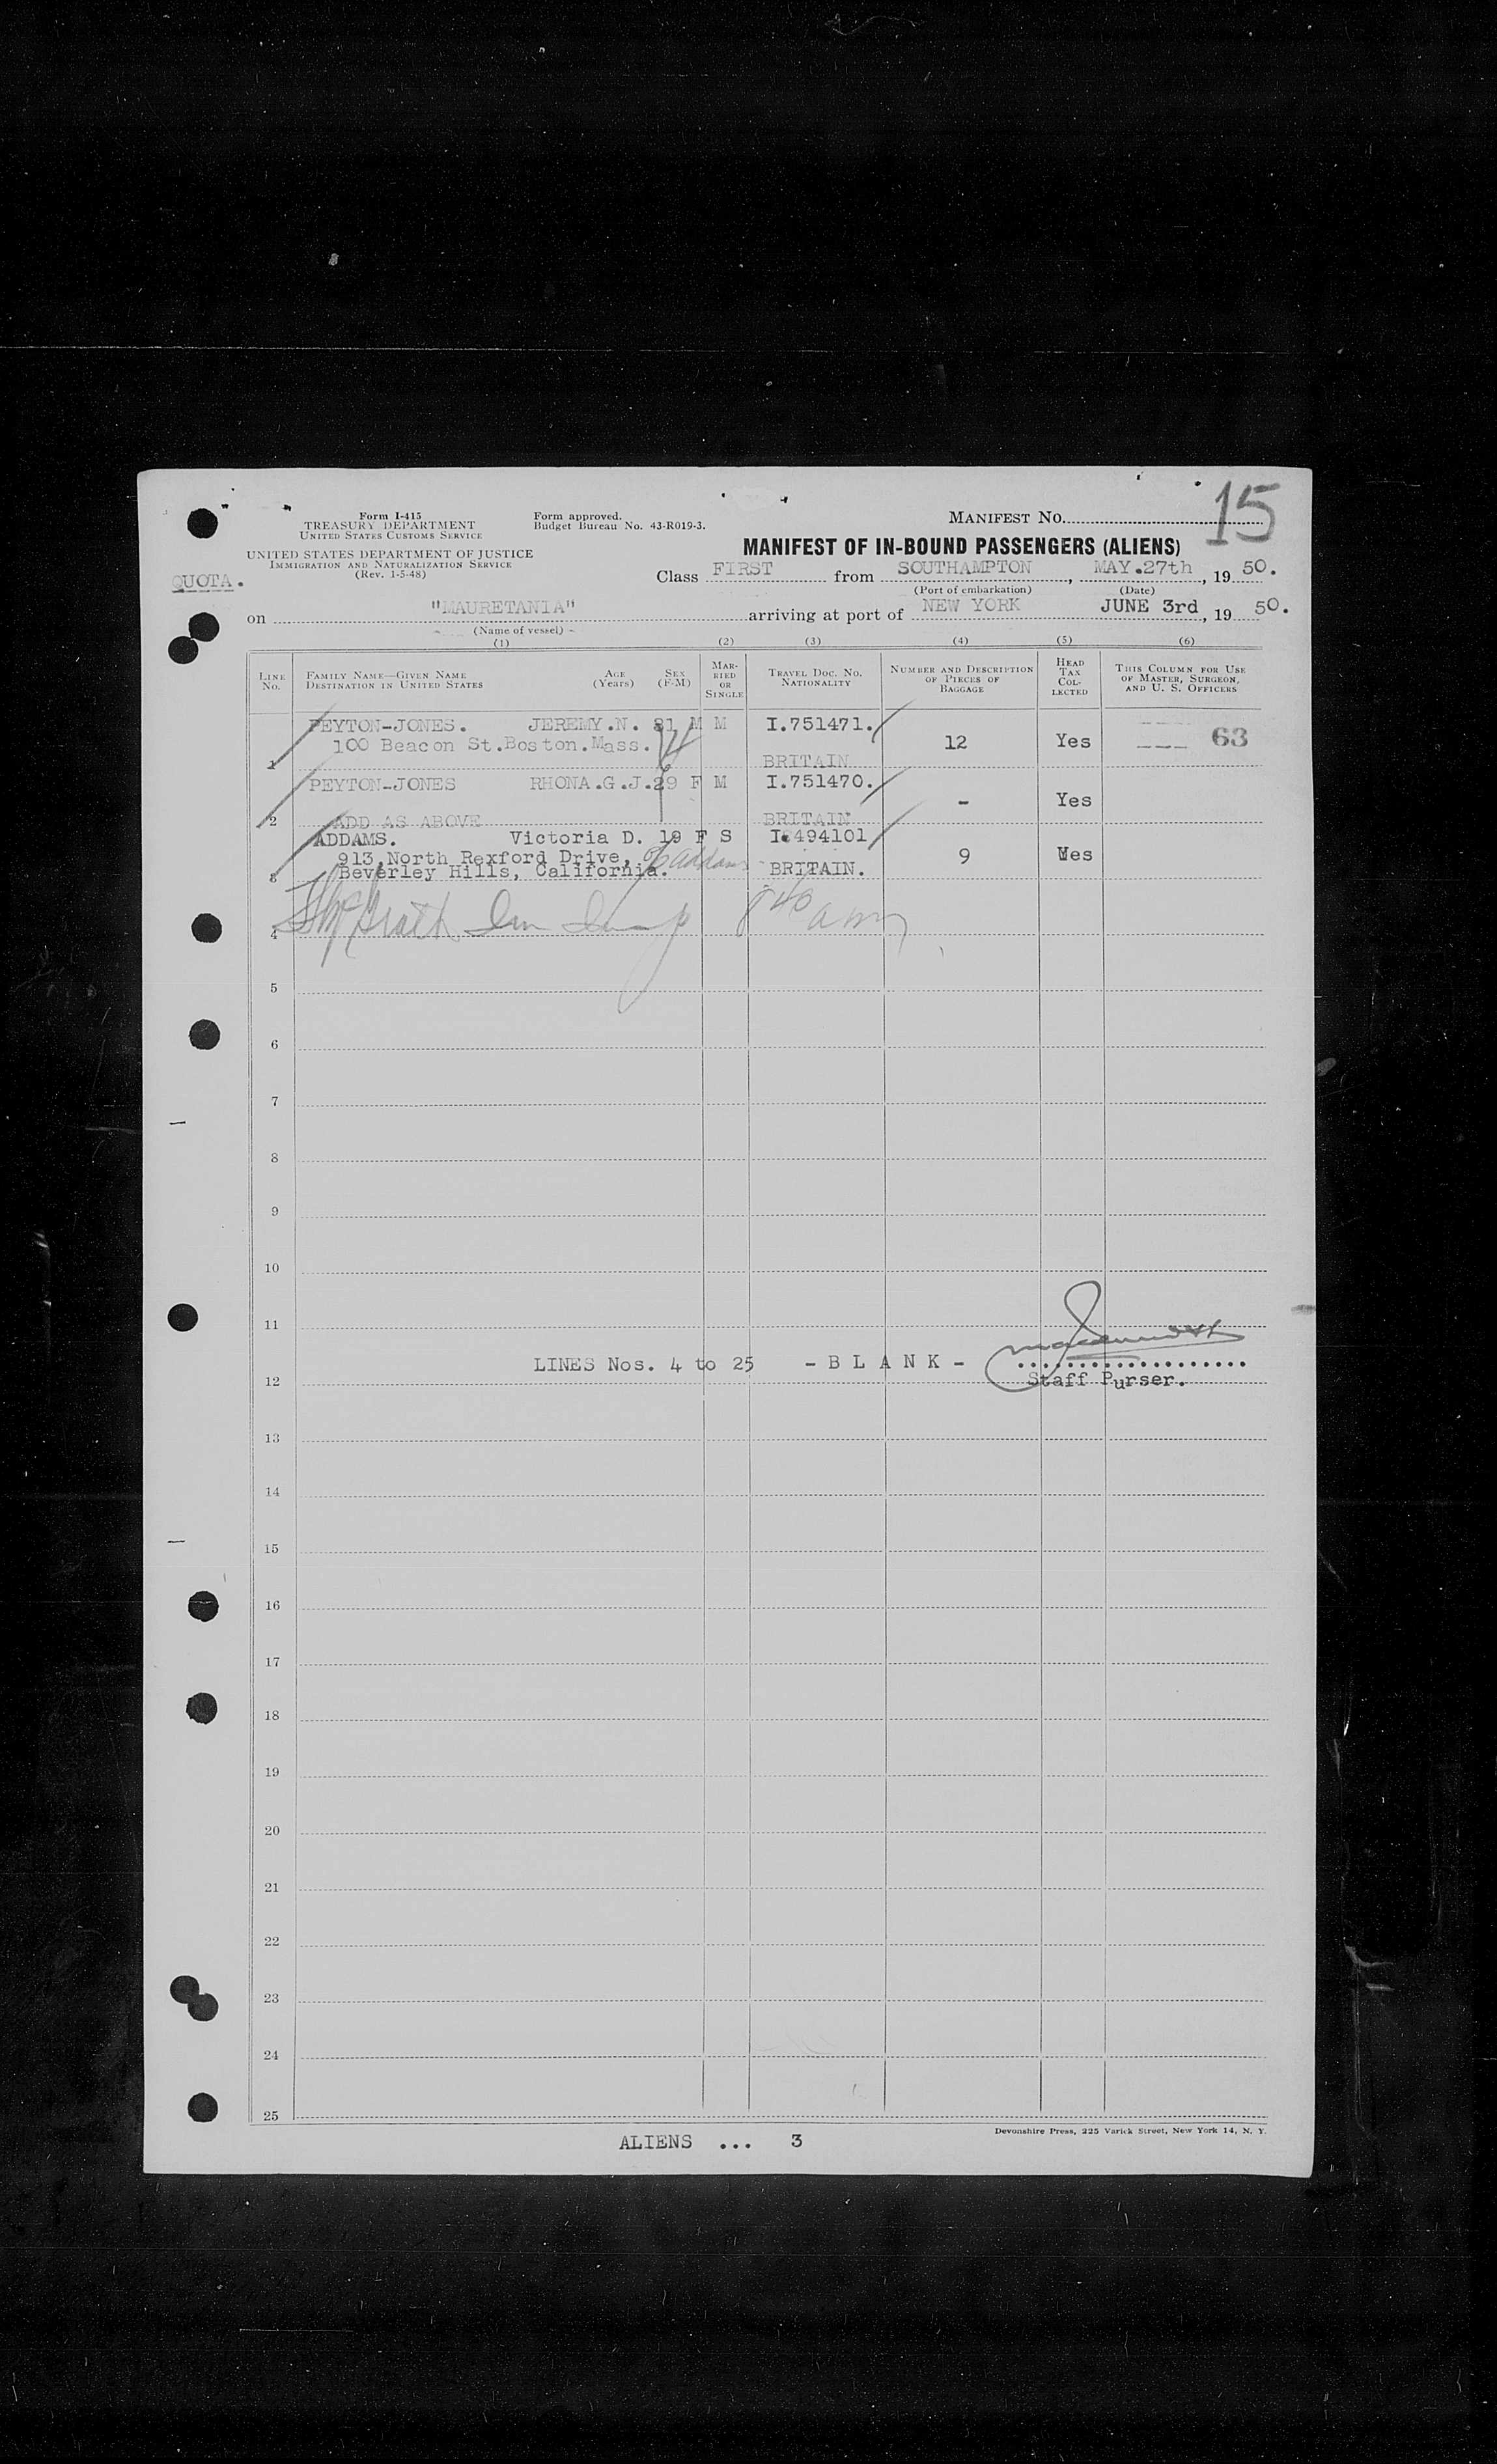 15
Form I-415
TREASURY DEPARTMENT
UNITED STATES CUSTOMS SERVICE
Form approved.
Budget Bureau No. 43-R019-3.
MANIFEST NO.
UNITED STATES DEPARTMENT OF JUSTICE
IMMIGRATION AND NATURALIZATION SERVICE
(Rev. 1-5-48)
MANIFEST OF IN-BOUND PASSENGERS (ALIENS)
QUOTA.
Class FIRST from SOUTHAMPTON, MAY.27th, 19 50.
(Port of embarkation) (Date)
on "MAURETANIA" arriving at port of NEW YORK JUNE 3rd, 19 50.
(Name of vessel)
(1) (2) (3) (4) (5) (6)
LINE NO. FAMILY NAME—GIVEN NAME DESTINATION IN UNITED STATES AGE (Years) SEX (F-M) MARRIED OR SINGLE TRAVEL DOC. NO. NATIONALITY NUMBER AND DESCRIPTION OF PIECES OF BAGGAGE HEAD TAX COLLECTED THIS COLUMN FOR USE OF MASTER, SURGEON, AND U. S. OFFICERS
PEYTON-JONES. JEREMY.N. 31 M M I.751471.
100 Beacon St.Boston.Mass. 12 Yes 63
1 BRITAIN
PEYTON-JONES RHONA.G.J.29 F M I.751470.
- Yes
2 ADD AS ABOVE BRITAIN
ADDAMS. Victoria D. 19 F S I.494101
913,North Rexford Drive, 9 Yes
3 Beverley Hills, California. BRITAIN.
4
5
6
7
8
9
10
11
LINES Nos. 4 to 25 - B L A N K -
12 Staff Purser.
13
14
15
16
17
18
19
20
21
22
23
24
25
Devonshire Press, 225 Varick Street, New York 14, N. Y.
ALIENS ... 3